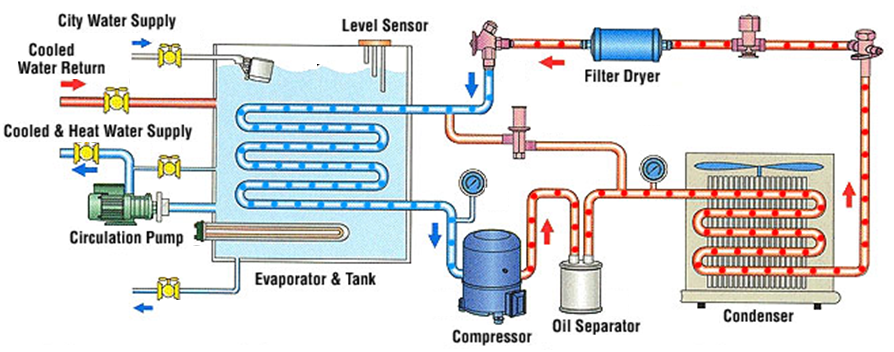 City Water Supply
Level Sensor
Cooled
Water Return
Filter Dryer
Cooled & Heat Water Supply
Circulation Pump
Evaporator & Tank
Compressor
Oil Separator
Condenser